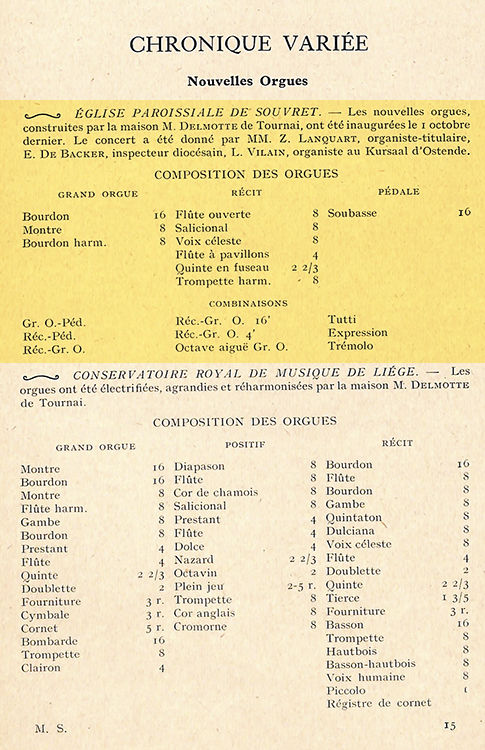 CHRONIQUE VARIÉE
Nouvelles Orgues
ÉGLISE PAROISSIALE DE SOUVRET. — Les nouvelles orgues,
construites par la maison M. DELMOTTE de Tournai, ont été inaugurées le 1 octobre
dernier. Le concert a été donné par MM. Z. LANQUART, organiste-titulaire,
E. DE BACKER, inspecteur diocésain, L. VILAIN, organiste au Kursaal d'Ostende.
COMPOSITION DES ORGUES
GRAND ORGUE RÉCIT PÉDALE
Bourdon 16 Flûte ouverte 8 Soubasse 16
Montre 8 Salicional 8
Bourdon harm. 8 Voix céleste 8
Flûte à pavillons 4
Quinte en fuseau 2 2/3
Trompette harm. 8
COMBINAISONS
Gr. O.-Péd. Réc.-Gr. O. 16' Tutti
Réc.-Péd. Réc.-Gr. O. 4' Expression
Réc.-Gr. O. Octave aiguë Gr. O. Trémolo
CONSERVATOIRE ROYAL DE MUSIQUE DE LIÉGE. — Les
orgues ont été électrifiées, agrandies et réharmonisées par la maison M. DELMOTTE
de Tournai.
COMPOSITION DES ORGUES
GRAND ORGUE POSITIF RÉCIT
Montre 16 Diapason 8 Bourdon 16
Bourdon 16 Flûte 8 Flûte 8
Montre 8 Cor de chamois 8 Bourdon 8
Flûte harm. 8 Salicional 8 Gambe 8
Gambe 8 Prestant 4 Quintaton 8
Bourdon 8 Flûte 4 Dulciana 8
Prestant 4 Dolce 4 Voix céleste 8
Flûte 4 Nazard 2 2/3 Flûte 4
Quinte 2 2/3 Octavin 2 Doublette 2
Doublette 2 Plein jeu 2-5 r. Quinte 2 2/3
Fourniture 3 r. Trompette 8 Tierce 1 3/5
Cymbale 3 r. Cor anglais 8 Fourniture 3 r.
Cornet 5 r. Cromorne 8 Basson 16
Bombarde 16 Trompette 8
Trompette 8 Hautbois 8
Clairon 4 Basson-hautbois 8
Voix humaine 8
Piccolo 1
Régistre de cornet
M. S. 15